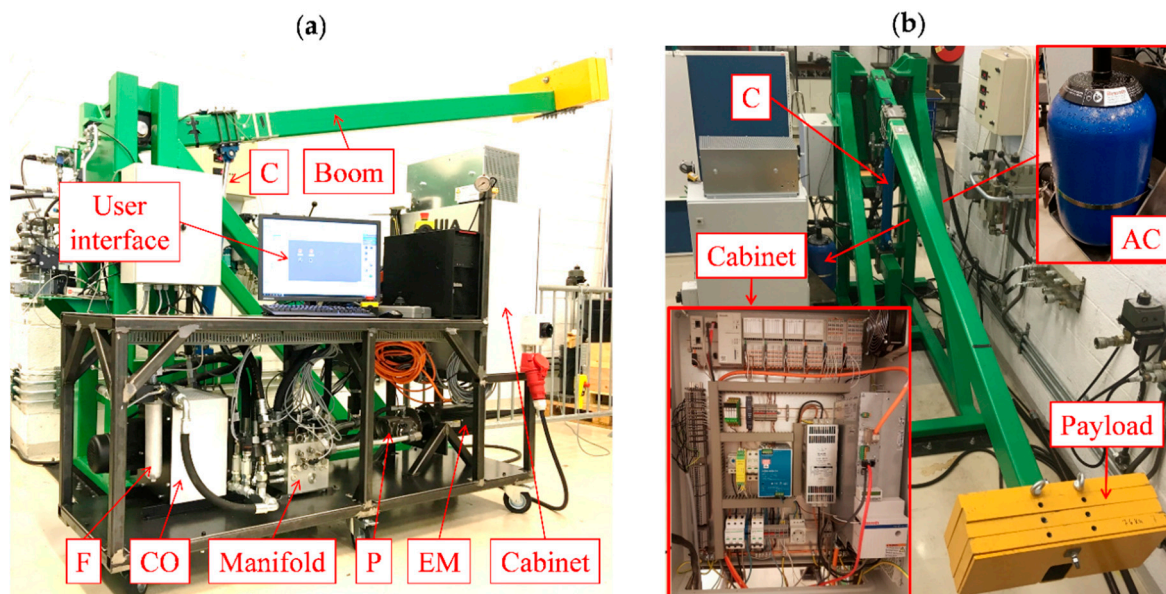 (a)
(b)
C
Boom
User
interface
F
CO
Manifold
P
EM
Cabinet
C
AC
Cabinet
Payload